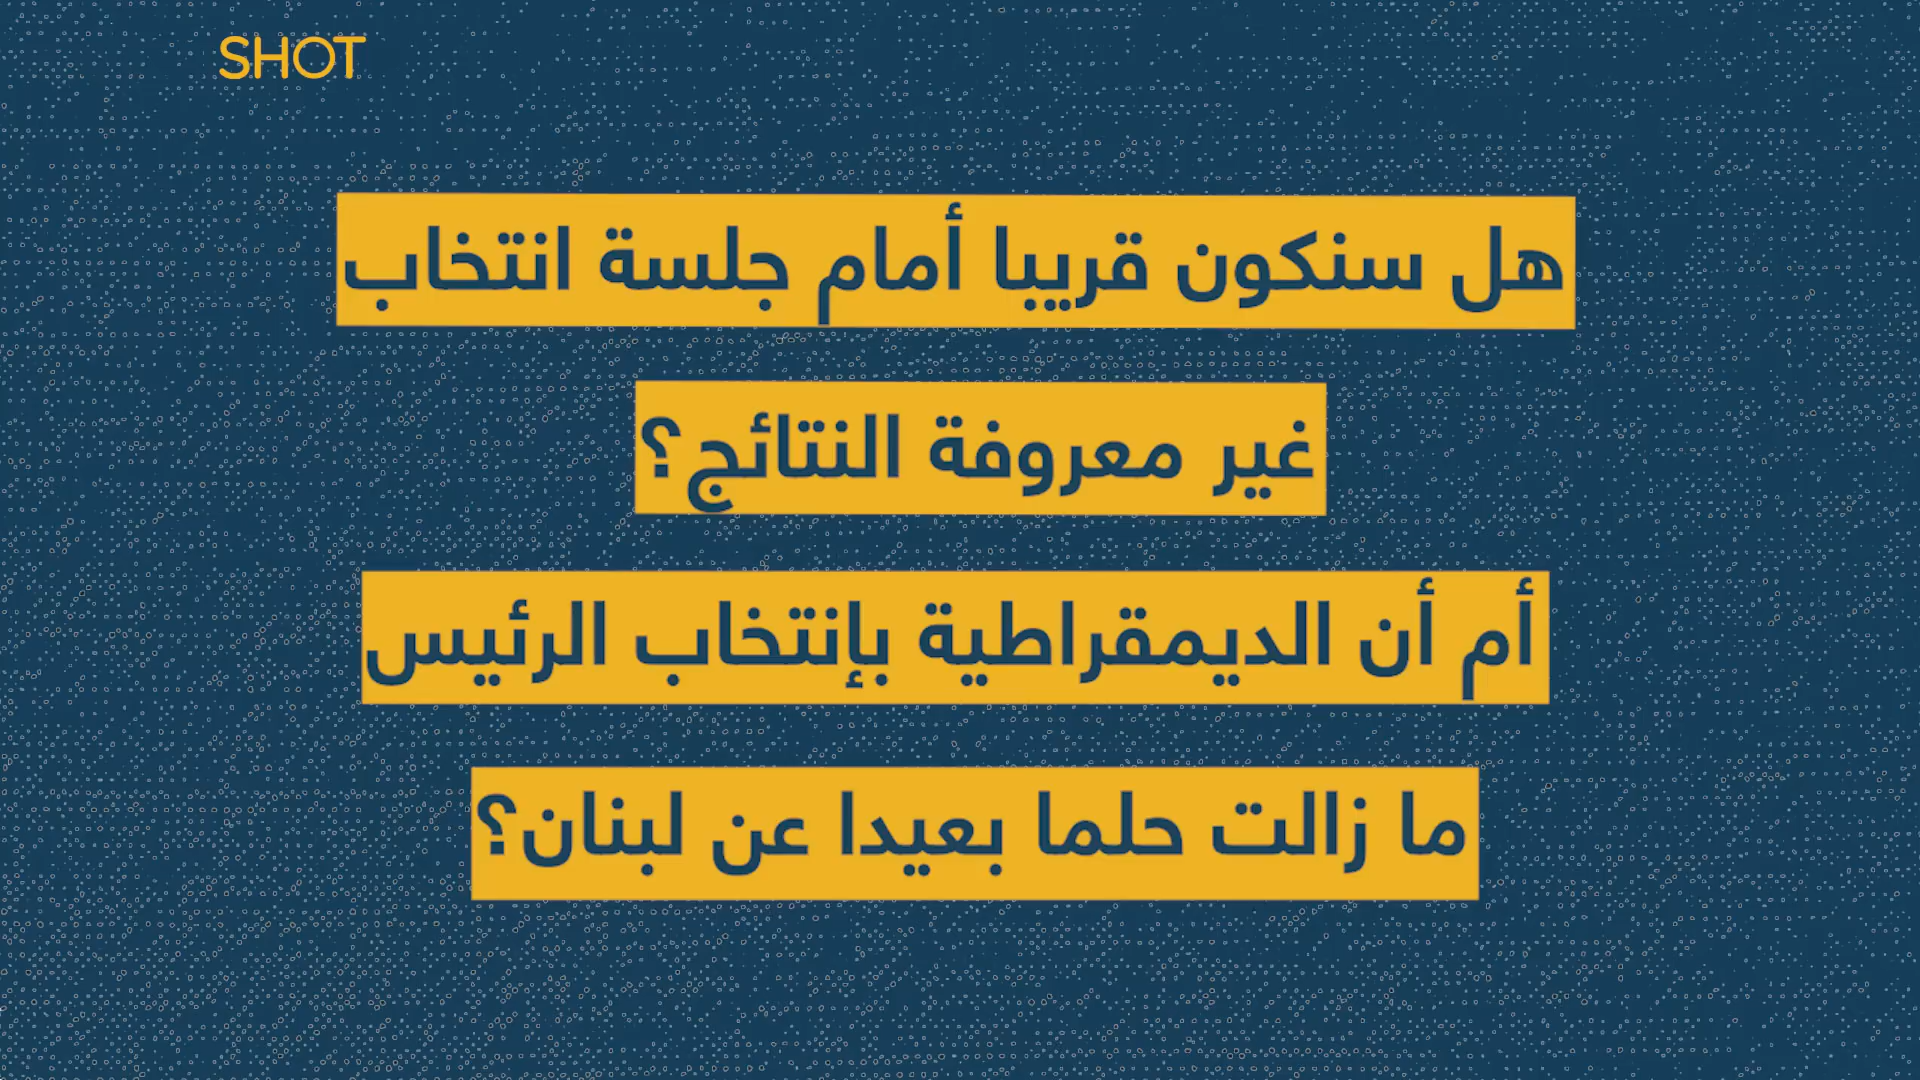 SHOT
هل سنكون قريبا أمام جلسة انتخاب
غير معروفة النتائج؟
أم أن الديمقراطية بإنتخاب الرئيس
ما زالت حلما بعيدا عن لبنان؟